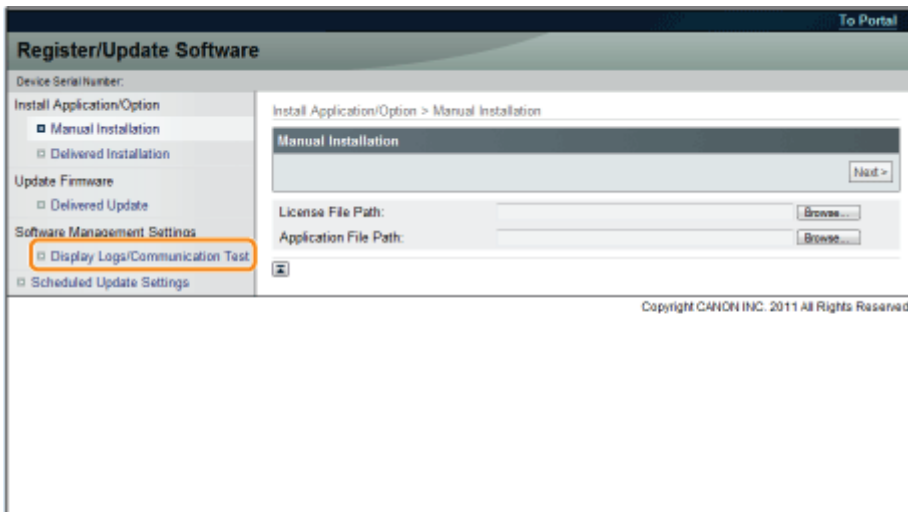 To Portal
Register/Update Software
Device Serial Number:
Install Application/Option
Manual Installation
Delivered Installation
Update Firmware
Delivered Update
Software Management Settings
Display Logs/Communication Test
Scheduled Update Settings
Install Application/Option > Manual Installation
Manual Installation
Next >
License File Path:
Browse...
Application File Path:
Browse...
Copyright CANON INC. 2011 All Rights Reserved